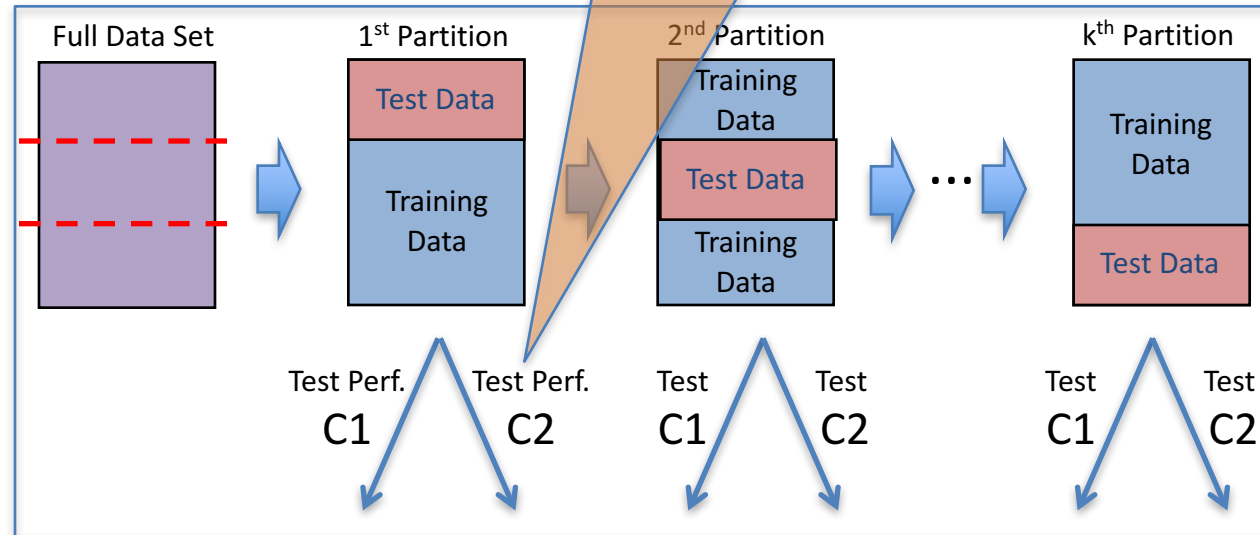 Full Data Set
1st Partition
2nd Partition
kth Partition
Test Data
Training
Data
Training
Data
Test Data
Training
Data
...
Training
Data
Test Data
Test Perf.
C1
Test Perf.
C2
Test
C1
Test
C2
Test
C1
Test
C2